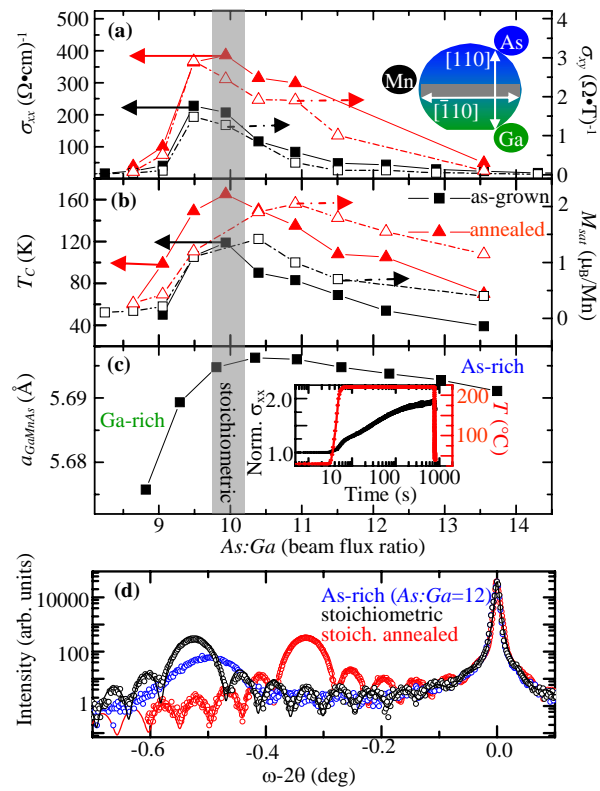 (a)
500
400
300
200
100
σxx (Ω•cm)⁻¹
4
3
2
1
0
σxy (Ω•T)⁻¹
As
[110]
Mn
[1̄10]
Ga
(b)
as-grown
annealed
160
120
80
40
TC (K)
2
1
0
Msat (μB/Mn)
(c)
5.69
5.68
aGaMnAs (Å)
Ga-rich
stoichiometric
As-rich
Norm. σxx
2.0
1.0
200
100
T (°C)
10
1000
Time (s)
9
10
11
12
13
14
As:Ga (beam flux ratio)
(d)
As-rich (As:Ga=12)
stoichiometric
stoich. annealed
10000
100
1
Intensity (arb. units)
-0.6
-0.4
-0.2
0.0
ω-2θ (deg)